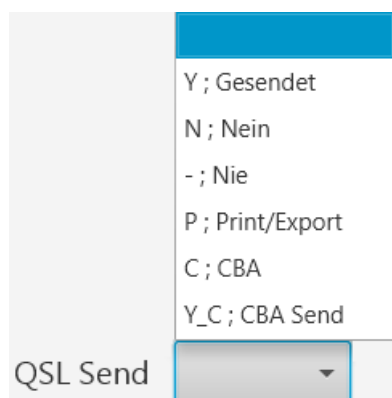 Y ; Gesendet
N ; Nein
- ; Nie
P ; Print/Export
C ; CBA
Y_C ; CBA Send
QSL Send